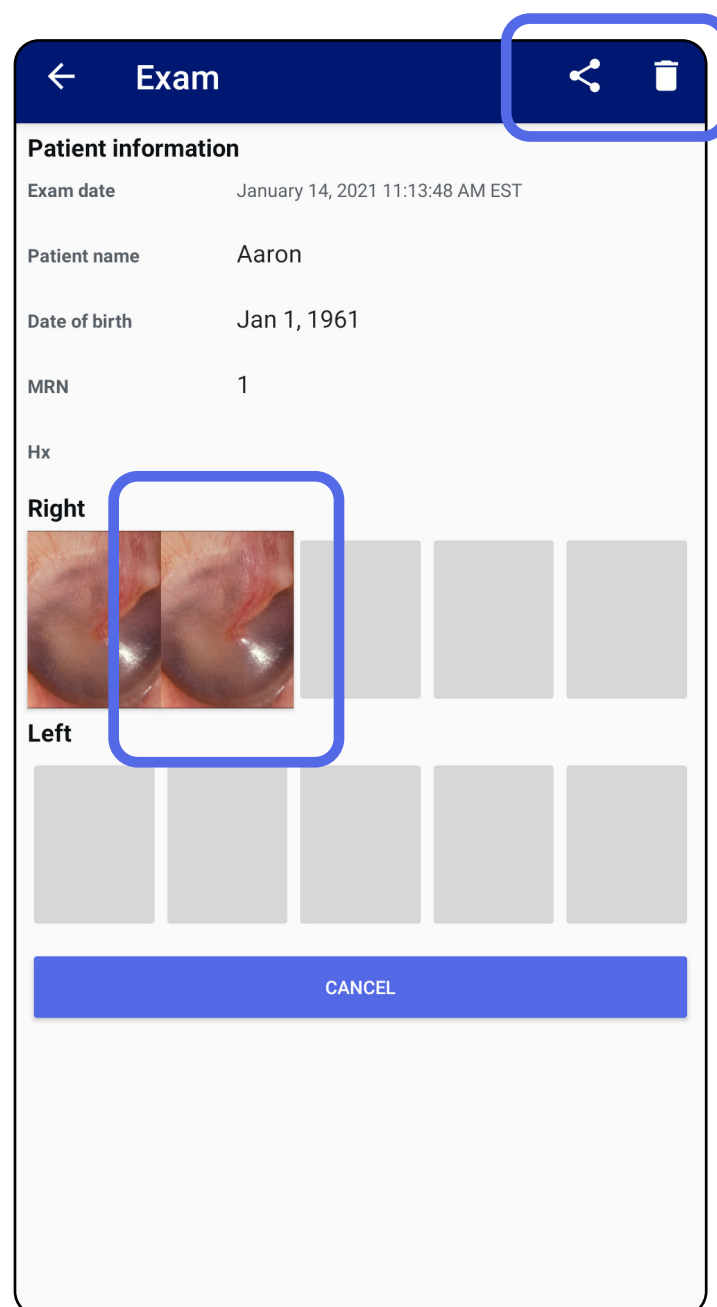 Exam
Patient information
Exam date January 14, 2021 11:13:48 AM EST
Patient name Aaron
Date of birth Jan 1, 1961
MRN 1
Hx
Right
Left
CANCEL